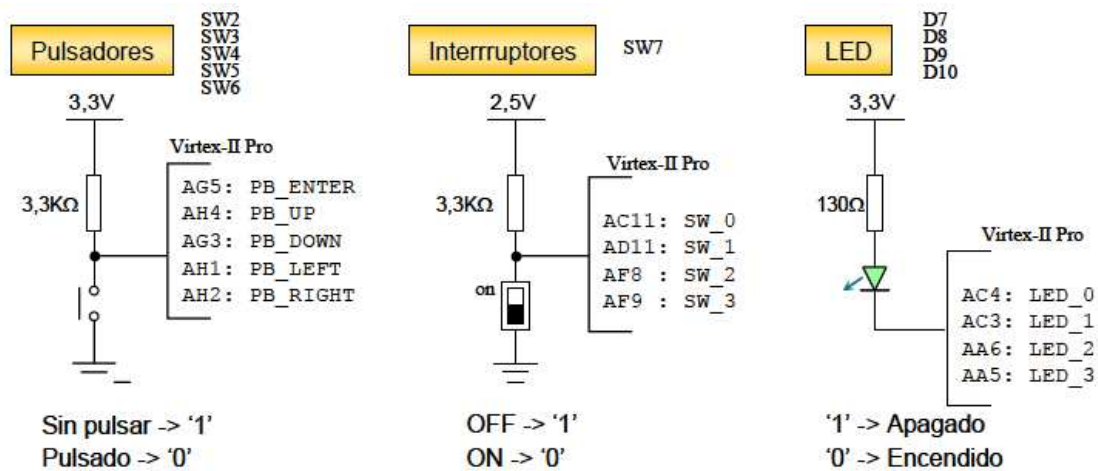 Pulsadores
SW2
SW3
SW4
SW5
SW6
3,3V
Virtex-II Pro
3,3KΩ
AG5: PB_ENTER
AH4: PB_UP
AG3: PB_DOWN
AH1: PB_LEFT
AH2: PB_RIGHT
Sin pulsar -> ‘1’
Pulsado -> ‘0’
Interrruptores
SW7
2,5V
Virtex-II Pro
3,3KΩ
AC11: SW_0
AD11: SW_1
AF8 : SW_2
AF9 : SW_3
on
OFF -> ‘1’
ON -> ‘0’
LED
D7
D8
D9
D10
3,3V
130Ω
Virtex-II Pro
AC4: LED_0
AC3: LED_1
AA6: LED_2
AA5: LED_3
‘1’ -> Apagado
‘0’ -> Encendido